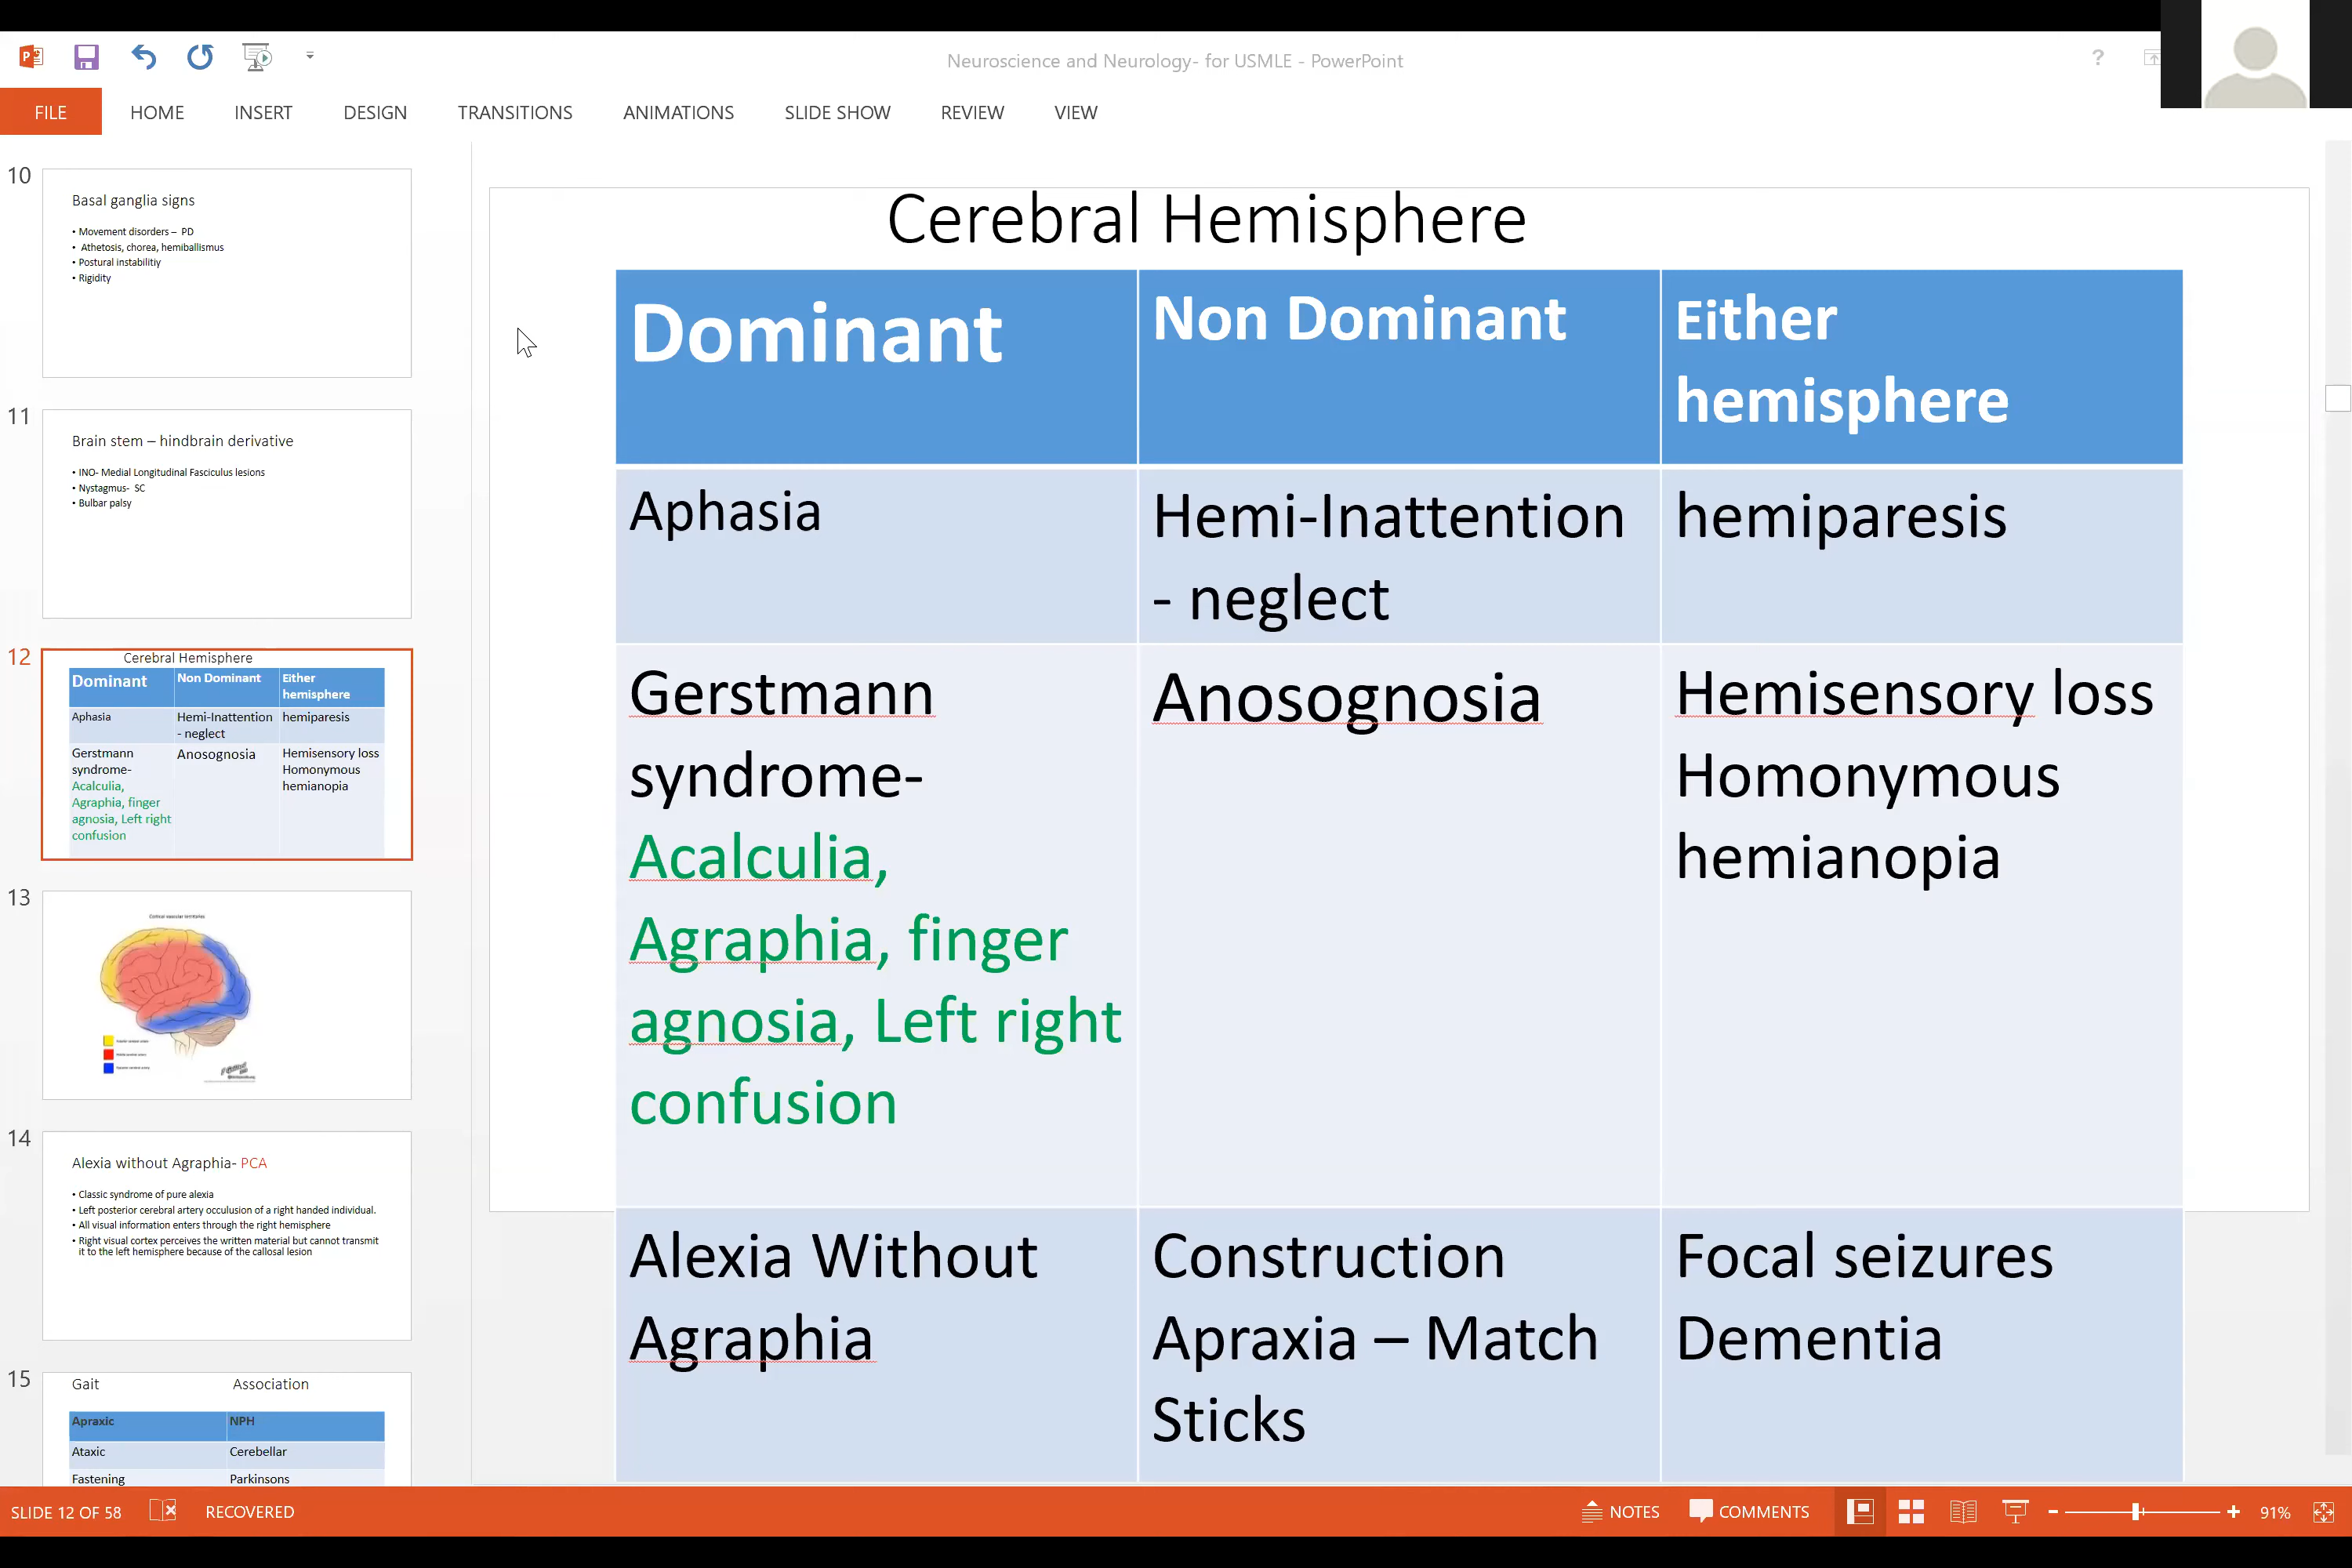 Neuroscience and Neurology- for USMLE - PowerPoint
?
FILE HOME INSERT DESIGN TRANSITIONS ANIMATIONS SLIDE SHOW REVIEW VIEW
10
Basal ganglia signs
• Movement disorders – PD
• Athetosis, chorea, hemiballismus
• Postural instabilitiy
• Rigidity
11
Brain stem – hindbrain derivative
• INO- Medial Longitudinal Fasciculus lesions
• Nystagmus- SC
• Bulbar palsy
12
Cerebral Hemisphere
Dominant
Non Dominant
Either
hemisphere
Aphasia
Hemi-Inattention
- neglect
hemiparesis
Gerstmann
syndrome-
Acalculia,
Agraphia, finger
agnosia, Left right
confusion
Anosognosia
Hemisensory loss
Homonymous
hemianopia
13
Cortical vascular territories
14
Alexia without Agraphia- PCA
• Classic syndrome of pure alexia
• Left posterior cerebral artery occulusion of a right handed individual.
• All visual information enters through the right hemisphere
• Right visual cortex perceives the written material but cannot transmit
it to the left hemisphere because of the callosal lesion
15
Gait Association
Apraxic NPH
Ataxic Cerebellar
Fastening Parkinsons
Cerebral Hemisphere
Dominant
Non Dominant
Either
hemisphere
Aphasia
Hemi-Inattention
- neglect
hemiparesis
Gerstmann
syndrome-
Acalculia,
Agraphia, finger
agnosia, Left right
confusion
Anosognosia
Hemisensory loss
Homonymous
hemianopia
Alexia Without
Agraphia
Construction
Apraxia – Match
Sticks
Focal seizures
Dementia
SLIDE 12 OF 58 RECOVERED NOTES COMMENTS 91%